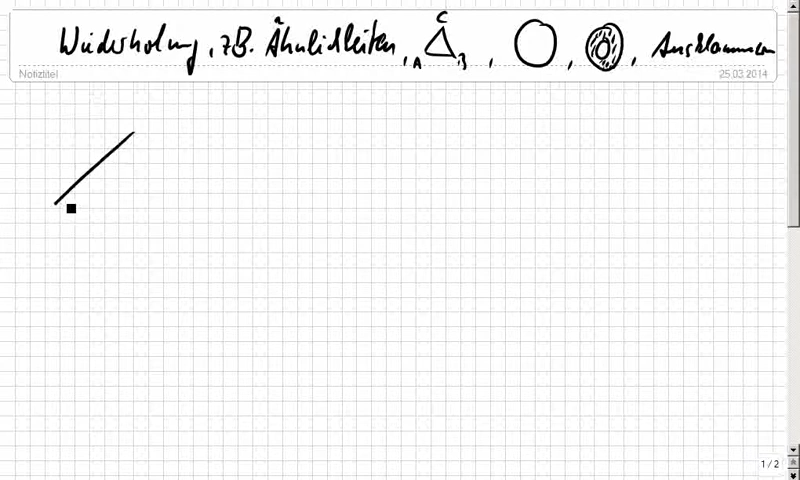 Wiederholung, z.B. Ähnlichkeiten, A B C, , , Ausklammern
Notiztitel
25.03.2014
1 / 2